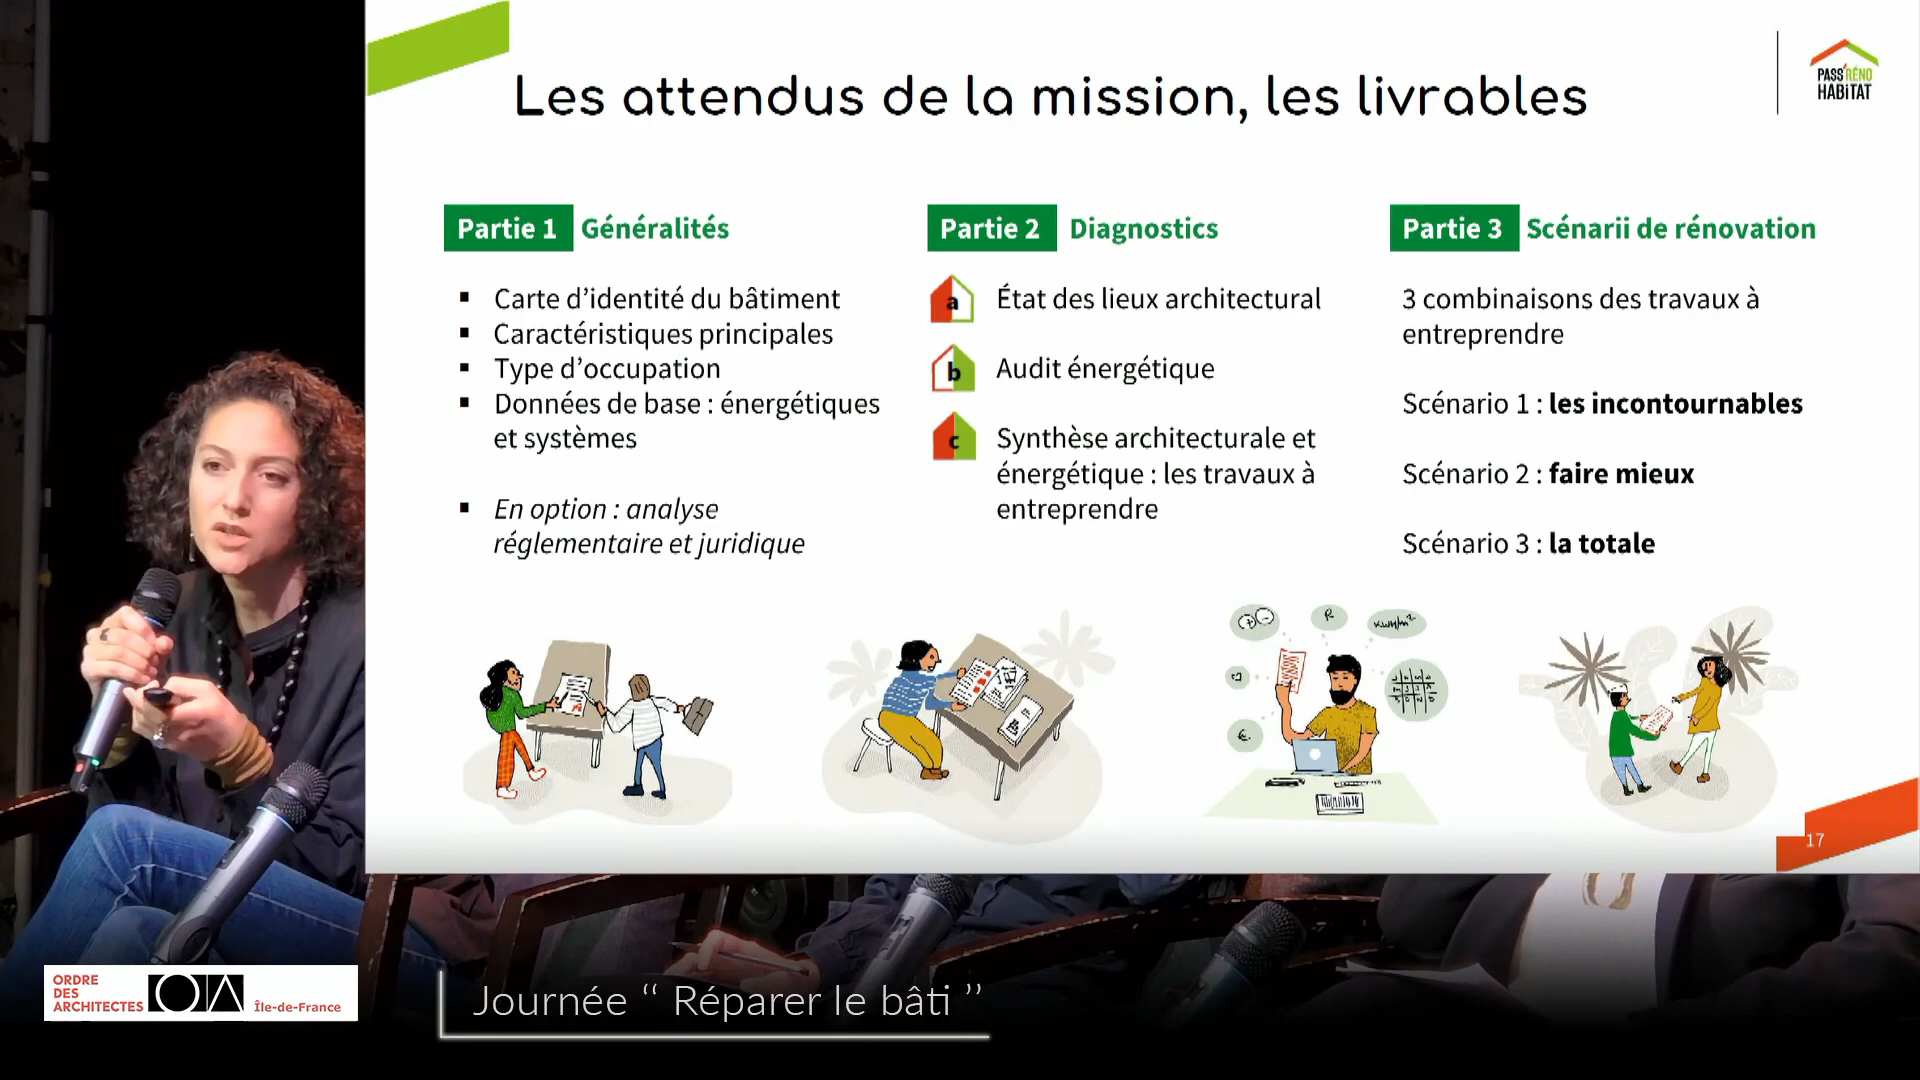 Les attendus de la mission, les livrables
PASS'RÉNO
HABiTAT
Partie 1 Généralités
▪ Carte d’identité du bâtiment
▪ Caractéristiques principales
▪ Type d’occupation
▪ Données de base : énergétiques
et systèmes
▪ En option : analyse
réglementaire et juridique
Partie 2 Diagnostics
a État des lieux architectural
b Audit énergétique
c Synthèse architecturale et
énergétique : les travaux à
entreprendre
Partie 3 Scénarii de rénovation
3 combinaisons des travaux à
entreprendre
Scénario 1 : les incontournables
Scénario 2 : faire mieux
Scénario 3 : la totale
R
KWH/m²
€
17
ORDRE
DES
ARCHITECTES
Île-de-France
Journée “ Réparer le bâti ”